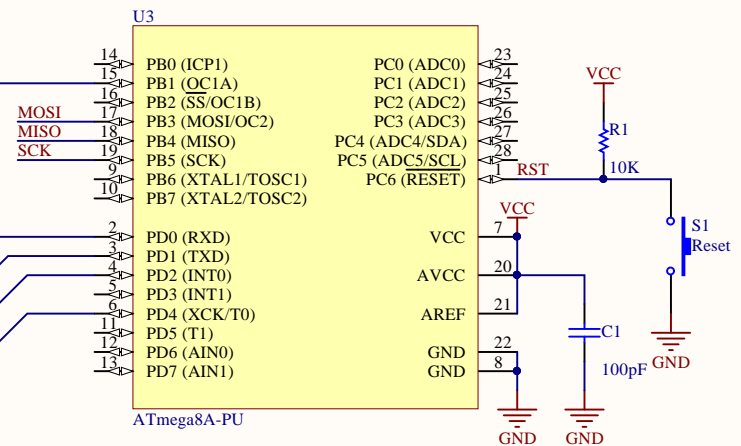 U3
14 PB0 (ICP1) PC0 (ADC0) 23
15 PB1 (OC1A) PC1 (ADC1) 24
16 PB2 (SS/OC1B) PC2 (ADC2) 25
MOSI 17 PB3 (MOSI/OC2) PC3 (ADC3) 26
MISO 18 PB4 (MISO) PC4 (ADC4/SDA) 27
SCK 19 PB5 (SCK) PC5 (ADC5/SCL) 28
9 PB6 (XTAL1/TOSC1) PC6 (RESET) 1 RST
10 PB7 (XTAL2/TOSC2)
VCC
R1
10K
2 PD0 (RXD) VCC 7
VCC
3 PD1 (TXD)
4 PD2 (INT0) AVCC 20
5 PD3 (INT1)
6 PD4 (XCK/T0) AREF 21
11 PD5 (T1)
12 PD6 (AIN0) GND 22
13 PD7 (AIN1) GND 8
S1
Reset
C1
100pF
GND
ATmega8A-PU
GND
GND